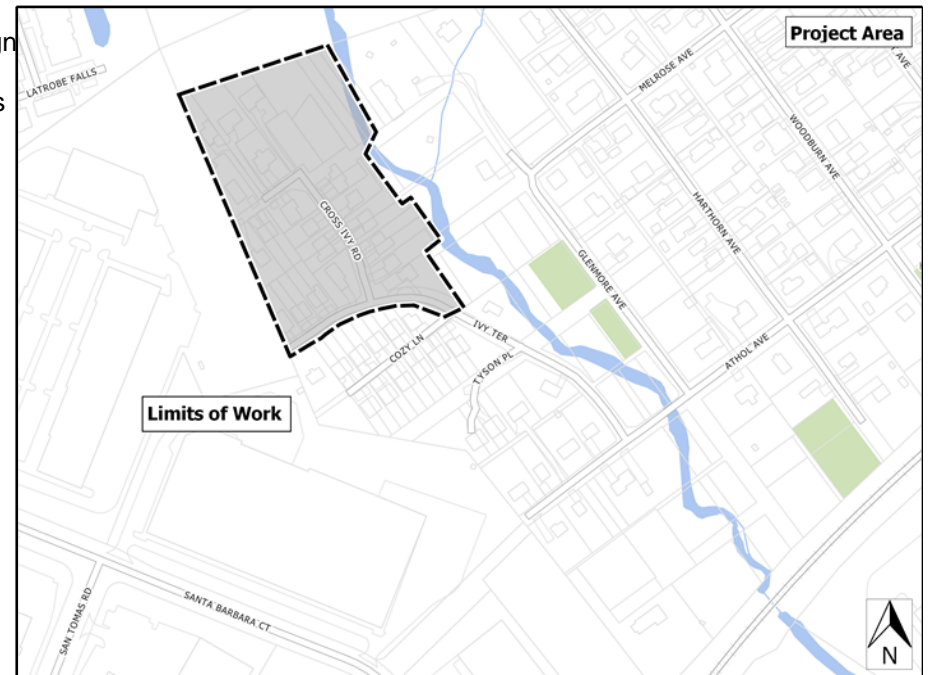 Project Area
MELROSE AVE
LATROBE FALLS
WOODBURN AVE
HARTHORN AVE
CROSS IVY RD
GLENMORE AVE
IVY TER
ATHOL AVE
COZY LN
TYSON PL
Limits of Work
SANTA BARBARA CT
SAN TOMAS RD
N